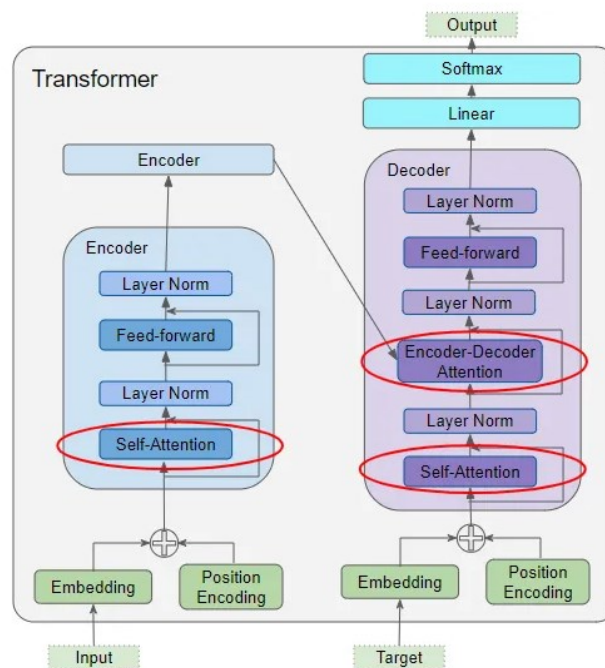 Output
Softmax
Transformer
Linear
Encoder
Decoder
Layer Norm
Encoder
Feed-forward
Layer Norm
Layer Norm
Feed-forward
Encoder-Decoder
Attention
Layer Norm
Layer Norm
Self-Attention
Self-Attention
Embedding
Position
Encoding
Embedding
Position
Encoding
Input
Target